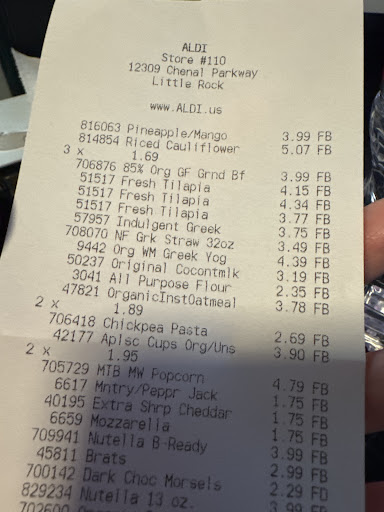 ALDI
Store #110
12309 Chenal Parkway
Little Rock
www.ALDI.us
816063 Pineapple/Mango 3.99 FB
814854 Riced Cauliflower 5.07 FB
3 x 1.69
706876 85% Org GF Grnd Bf 3.99 FB
51517 Fresh Tilapia 4.15 FB
51517 Fresh Tilapia 4.34 FB
51517 Fresh Tilapia 3.77 FB
57957 Indulgent Greek 3.75 FB
708070 NF Grk Straw 32oz 3.49 FB
9442 Org WM Greek Yog 4.39 FB
50237 Original Cocontmlk 3.19 FB
3041 All Purpose Flour 2.35 FB
47821 OrganicInstOatmeal 3.78 FB
2 x 1.89
706418 Chickpea Pasta 2.69 FB
42177 Aplsc Cups Org/Uns 3.90 FB
2 x 1.95
705729 MTB MW Popcorn 4.79 FB
6617 Mntry/Peppr Jack 1.75 FB
40195 Extra Shrp Cheddar 1.75 FB
6659 Mozzarella 1.75 FB
709941 Nutella B-Ready 3.99 FB
45811 Brats 2.99 FB
700142 Dark Choc Morsels 2.29 FD
829234 Nutella 13 oz. 3.99 FB